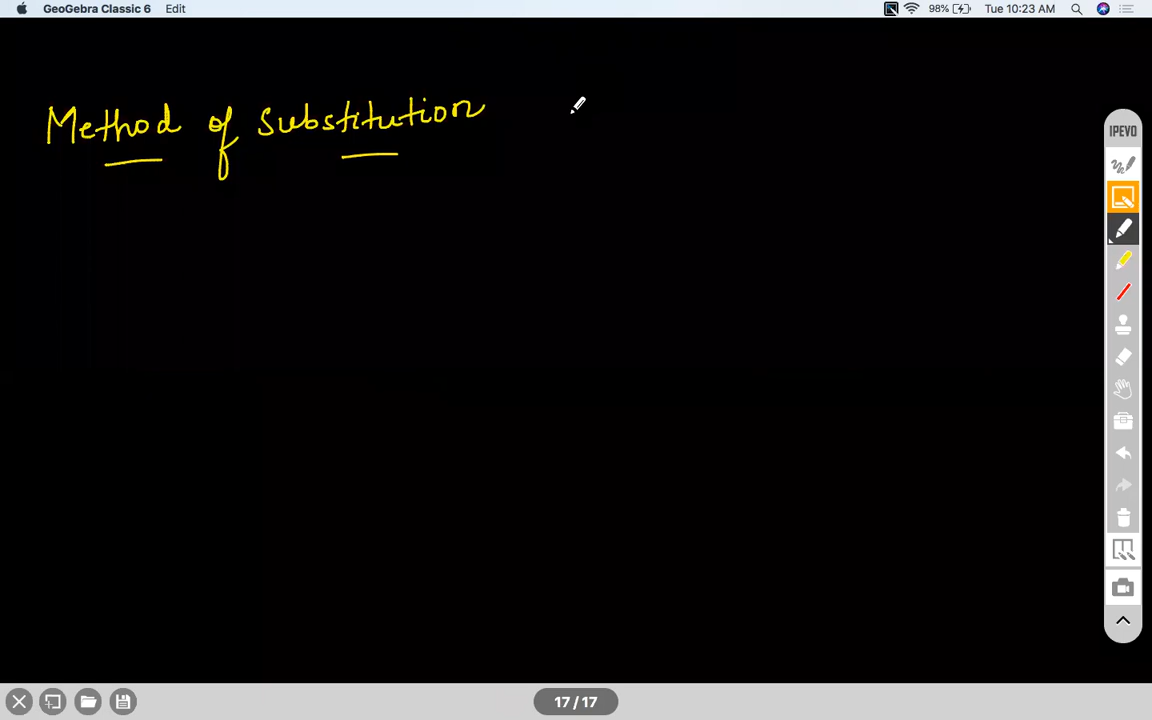 GeoGebra Classic 6 Edit 98% Tue 10:23 AM
Method of Substitution
IPEVO
17/17